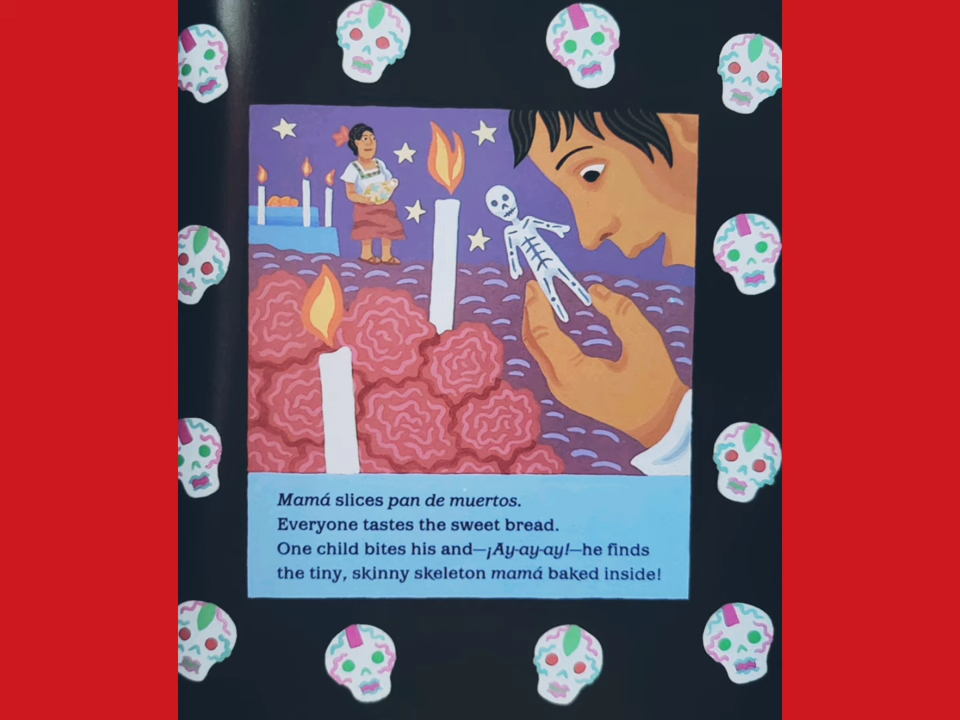 Mamá slices pan de muertos.
Everyone tastes the sweet bread.
One child bites his and—¡Ay-ay-ay!—he finds
the tiny, skinny skeleton mamá baked inside!